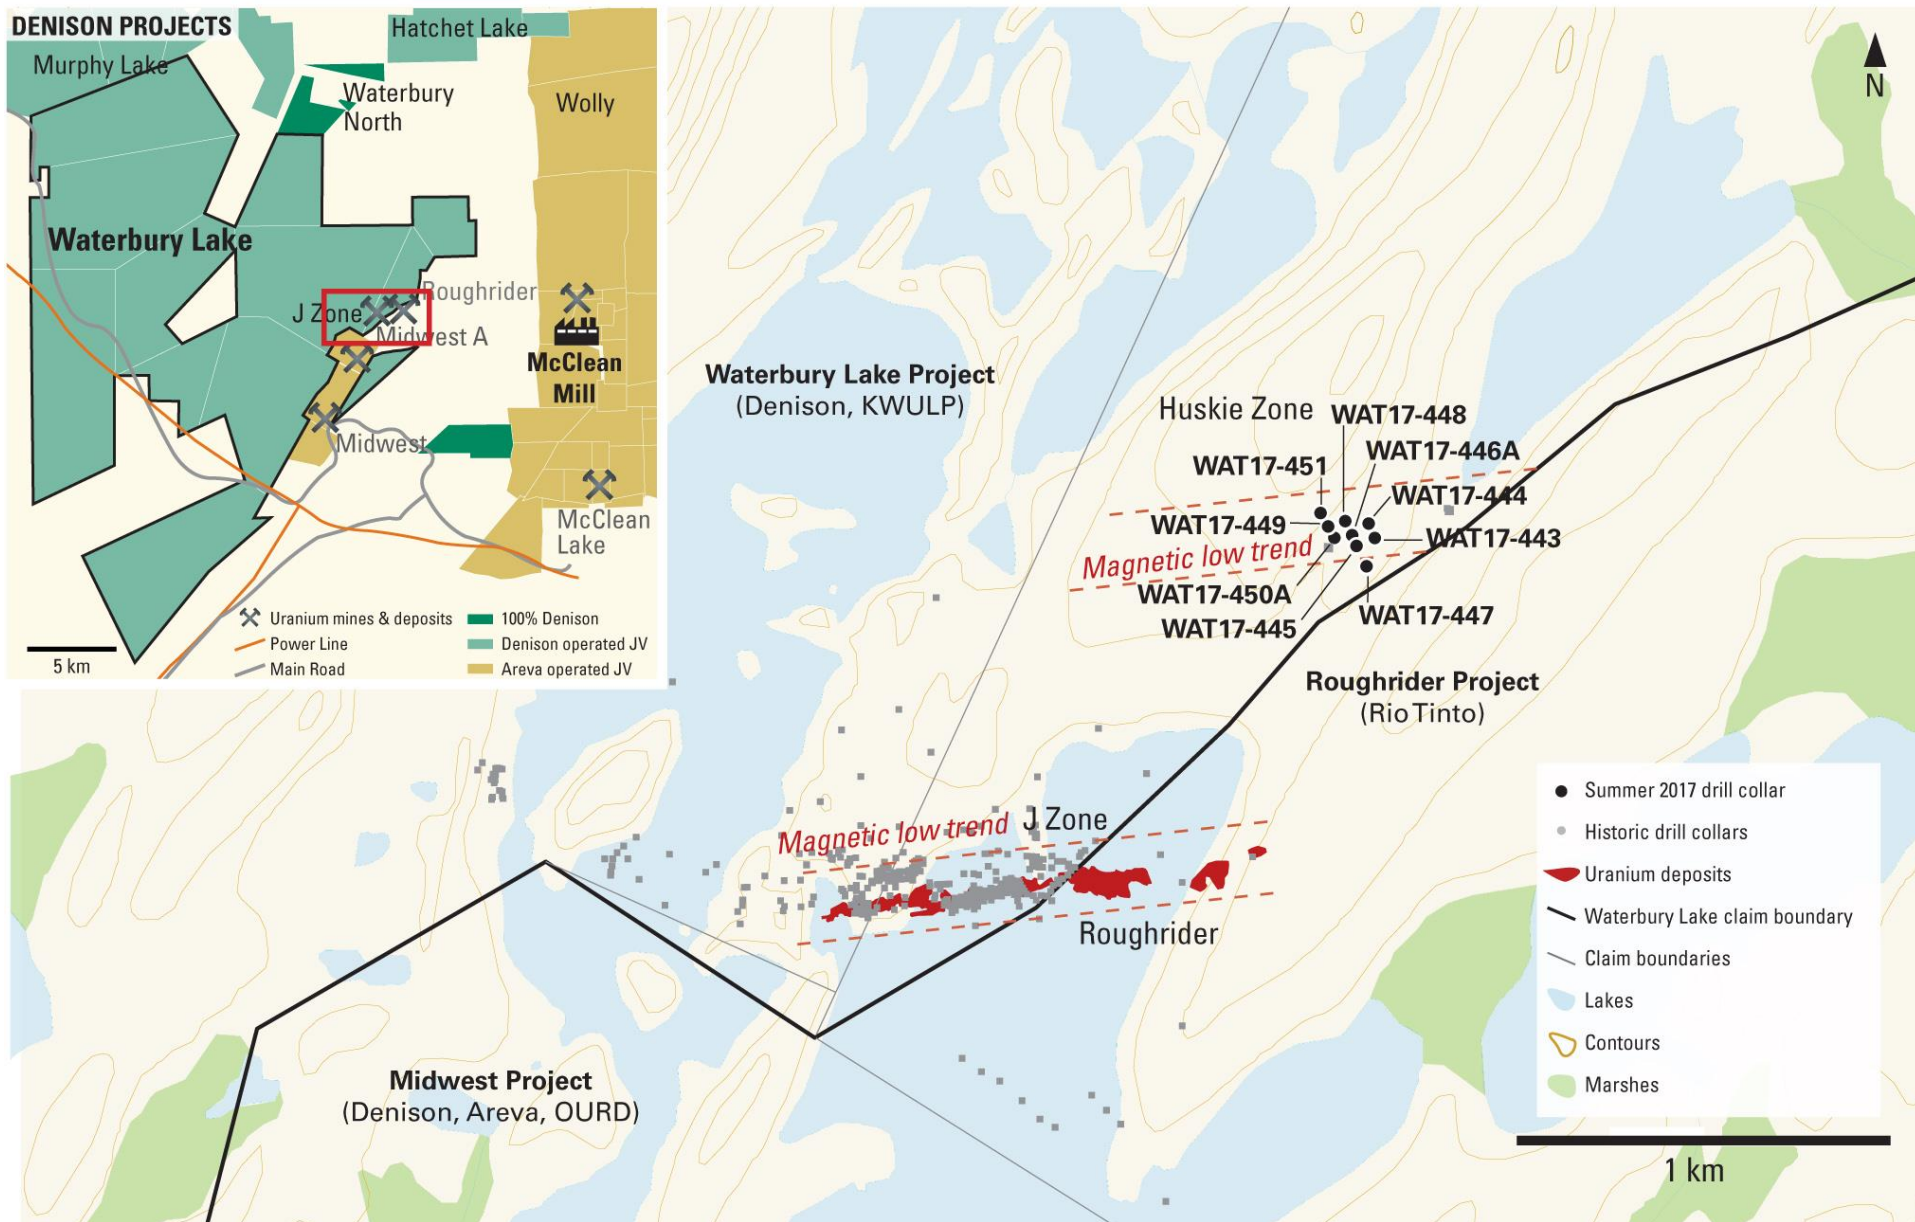 DENISON PROJECTS
Hatchet Lake
Murphy Lake
Waterbury
North
Wolly
Waterbury Lake
Roughrider
J Zone
Midwest A
McClean
Mill
Midwest
McClean
Lake
Uranium mines & deposits
Power Line
Main Road
100% Denison
Denison operated JV
Areva operated JV
5 km
N
Waterbury Lake Project
(Denison, KWULP)
Huskie Zone
WAT17-448
WAT17-446A
WAT17-451
WAT17-444
WAT17-449
WAT17-443
Magnetic low trend
WAT17-450A
WAT17-447
WAT17-445
Roughrider Project
(Rio Tinto)
Magnetic low trend
J Zone
Roughrider
Midwest Project
(Denison, Areva, OURD)
Summer 2017 drill collar
Historic drill collars
Uranium deposits
Waterbury Lake claim boundary
Claim boundaries
Lakes
Contours
Marshes
1 km